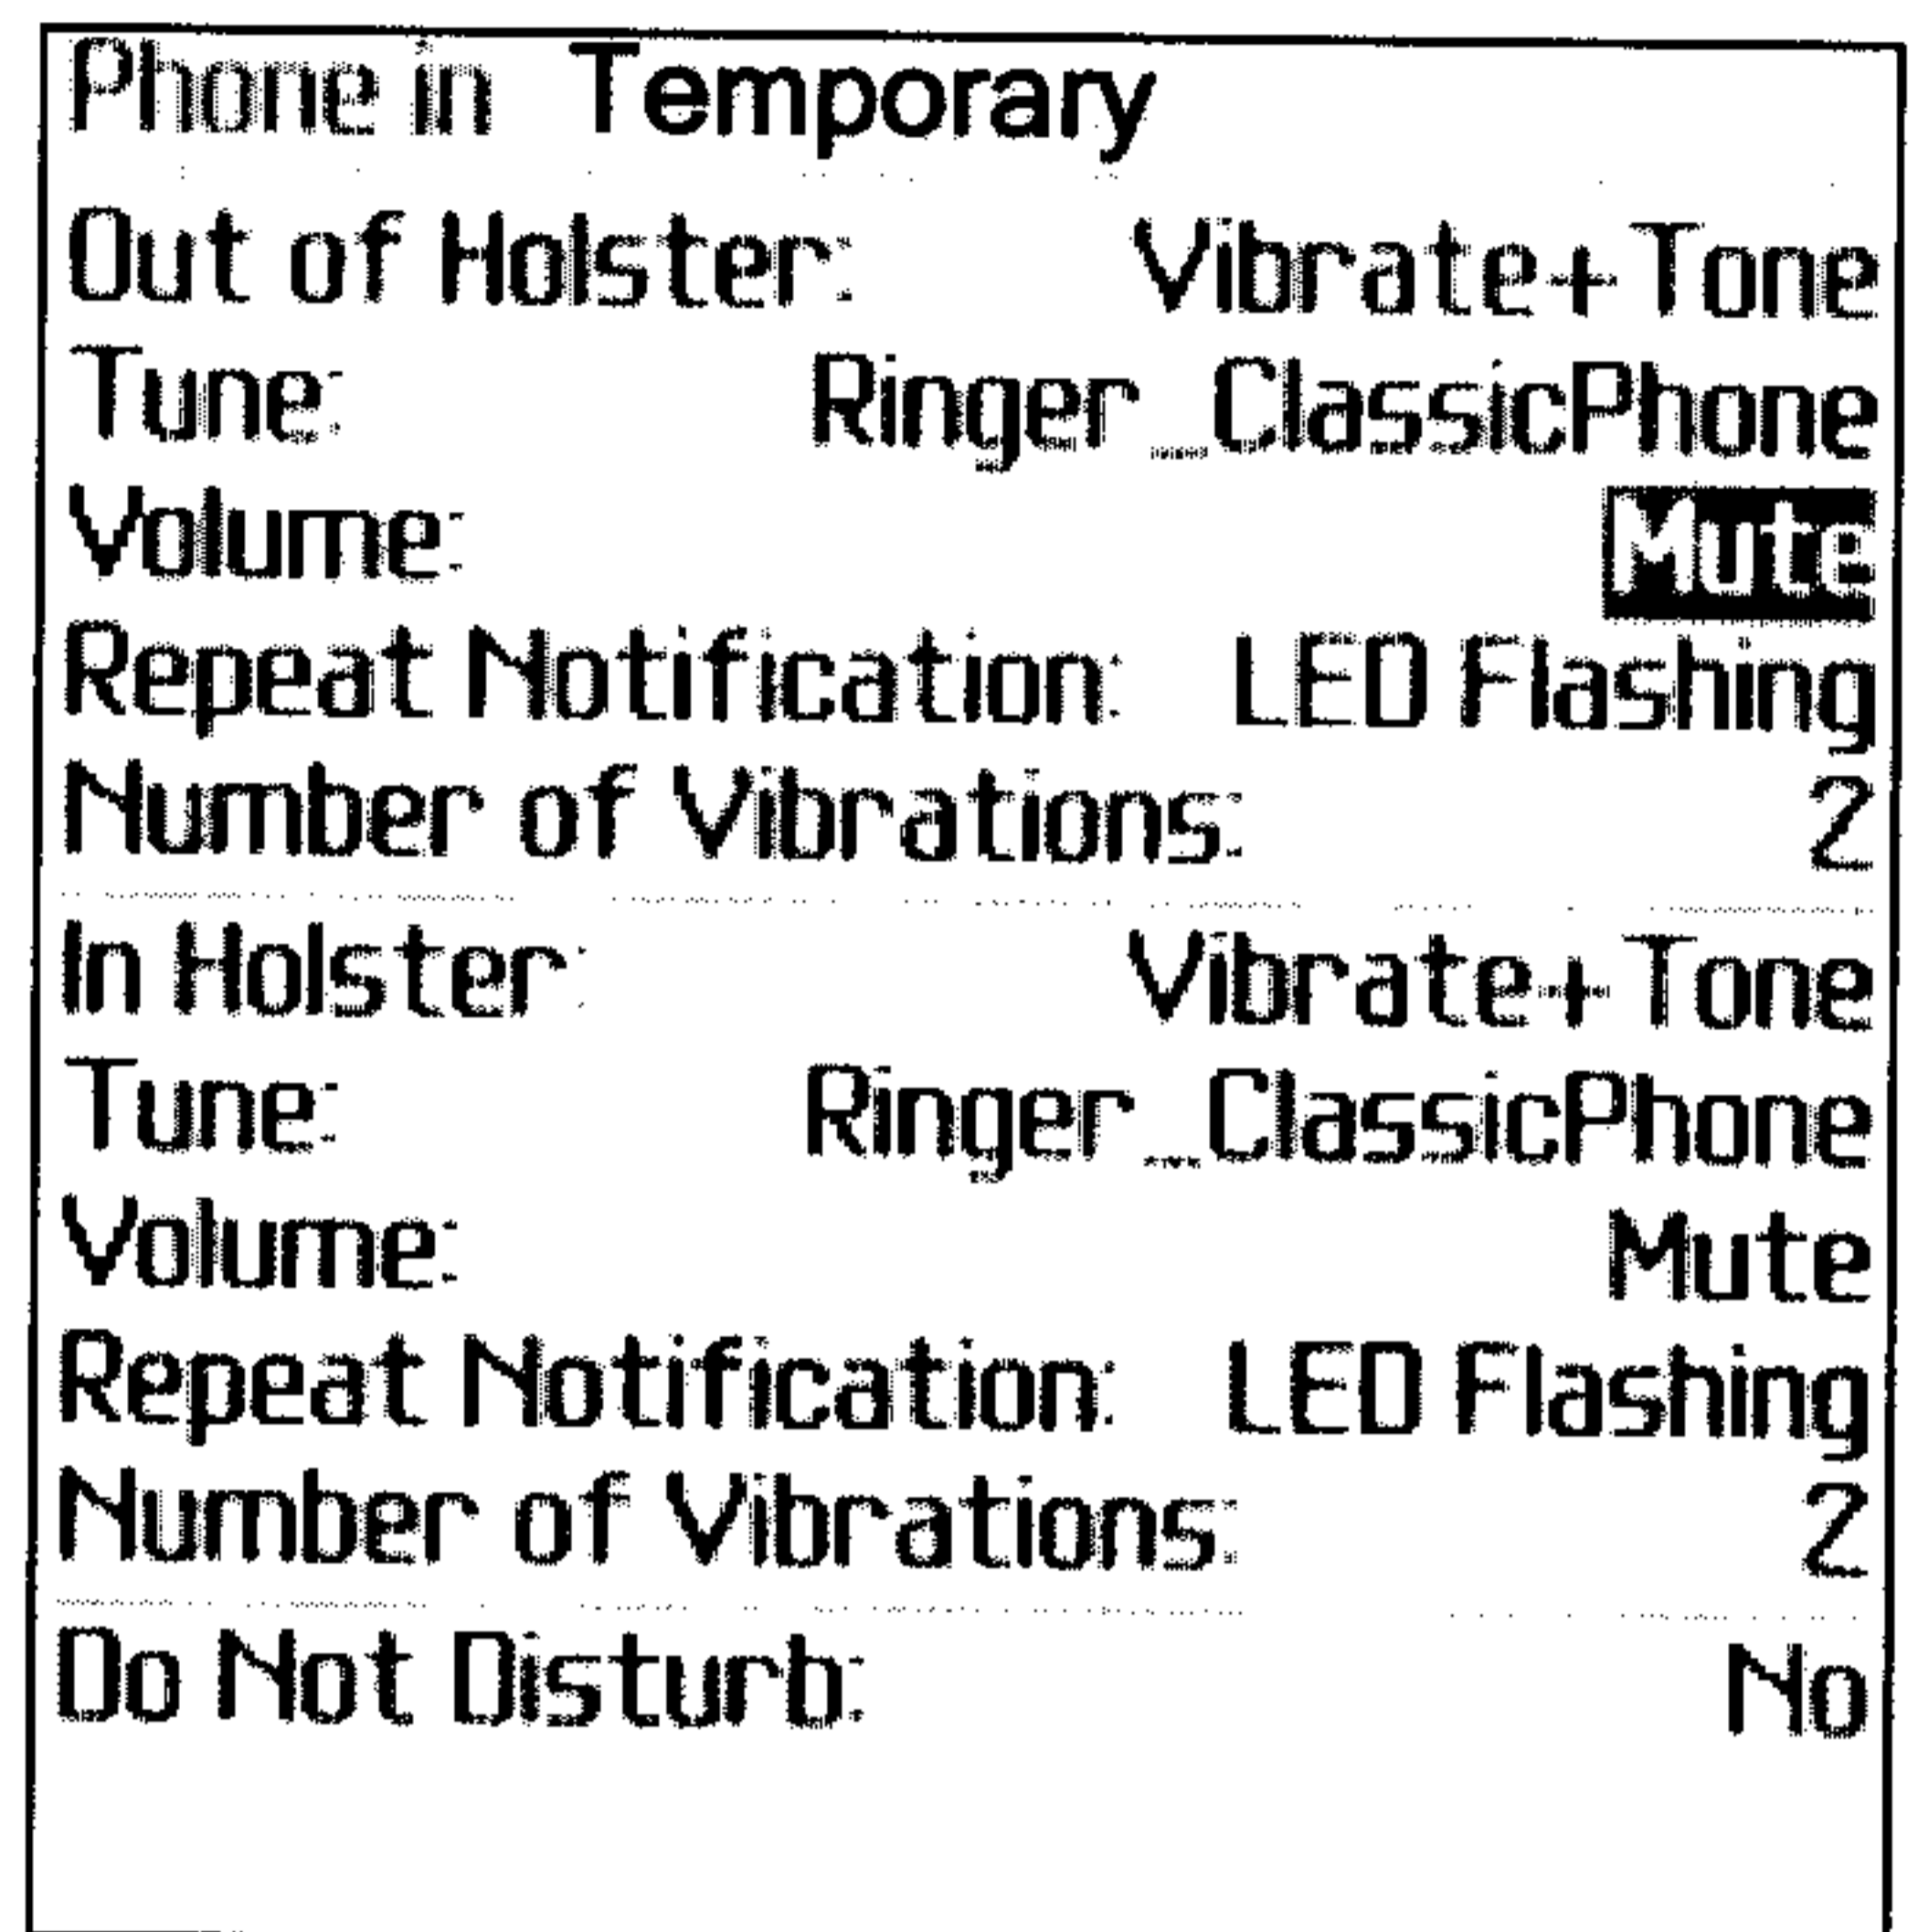 Phone in Temporary
Out of Holster: Vibrate+Tone
Tune: Ringer_ClassicPhone
Volume: Mute
Repeat Notification: LED Flashing
Number of Vibrations: 2
In Holster: Vibrate+Tone
Tune: Ringer_ClassicPhone
Volume: Mute
Repeat Notification: LED Flashing
Number of Vibrations: 2
Do Not Disturb: No